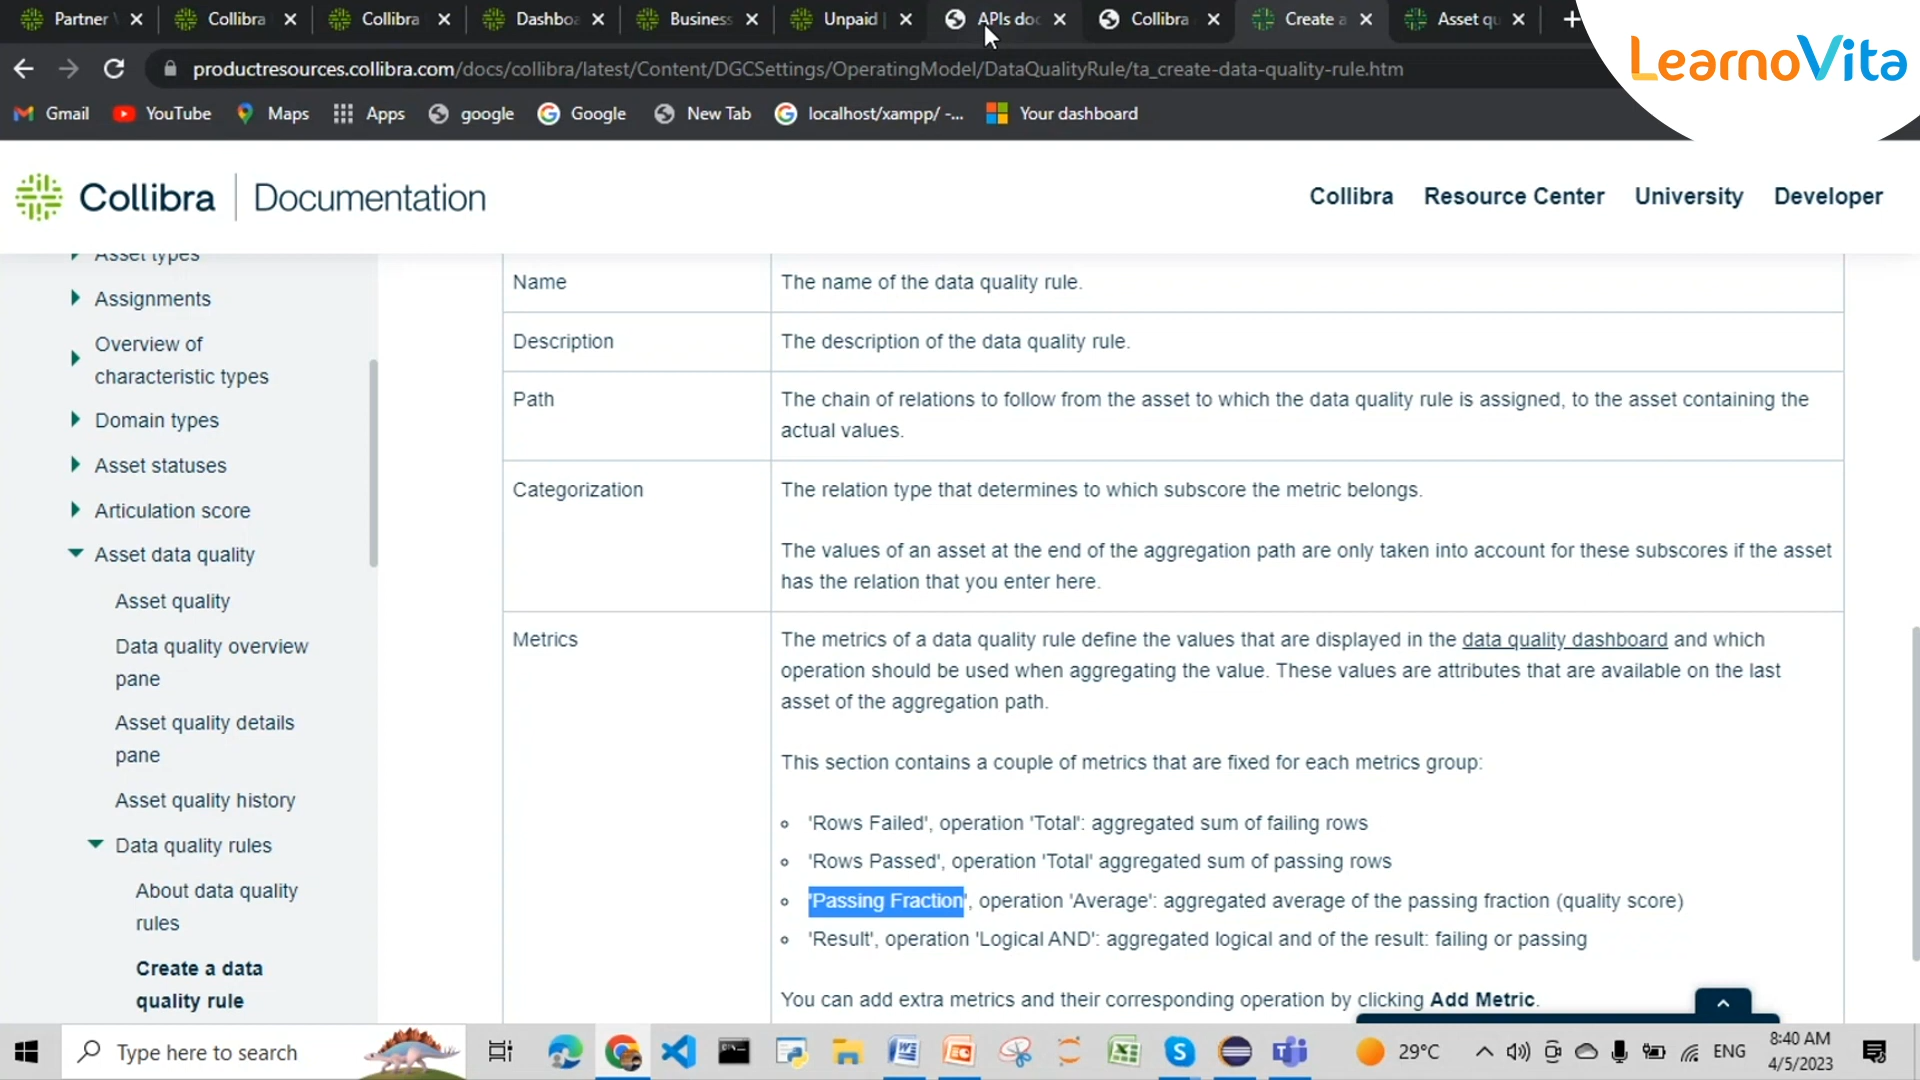 Partner
Collibra
Collibra
Dashbo
Business
Unpaid |
APIs doc
Collibra
Create a
Asset qu
LearnoVita
productresources.collibra.com/docs/collibra/latest/Content/DGCSettings/OperatingModel/DataQualityRule/ta_create-data-quality-rule.htm
Gmail
YouTube
Maps
Apps
google
Google
New Tab
localhost/xampp/ -...
Your dashboard
Collibra | Documentation
Collibra
Resource Center
University
Developer
Asset types
Assignments
Overview of
characteristic types
Domain types
Asset statuses
Articulation score
Asset data quality
Asset quality
Data quality overview
pane
Asset quality details
pane
Asset quality history
Data quality rules
About data quality
rules
Create a data
quality rule
Name
The name of the data quality rule.
Description
The description of the data quality rule.
Path
The chain of relations to follow from the asset to which the data quality rule is assigned, to the asset containing the
actual values.
Categorization
The relation type that determines to which subscore the metric belongs.
The values of an asset at the end of the aggregation path are only taken into account for these subscores if the asset
has the relation that you enter here.
Metrics
The metrics of a data quality rule define the values that are displayed in the data quality dashboard and which
operation should be used when aggregating the value. These values are attributes that are available on the last
asset of the aggregation path.
This section contains a couple of metrics that are fixed for each metrics group:
'Rows Failed', operation 'Total': aggregated sum of failing rows
'Rows Passed', operation 'Total' aggregated sum of passing rows
'Passing Fraction', operation 'Average': aggregated average of the passing fraction (quality score)
'Result', operation 'Logical AND': aggregated logical and of the result: failing or passing
You can add extra metrics and their corresponding operation by clicking Add Metric.
Type here to search
29°C
ENG
8:40 AM
4/5/2023